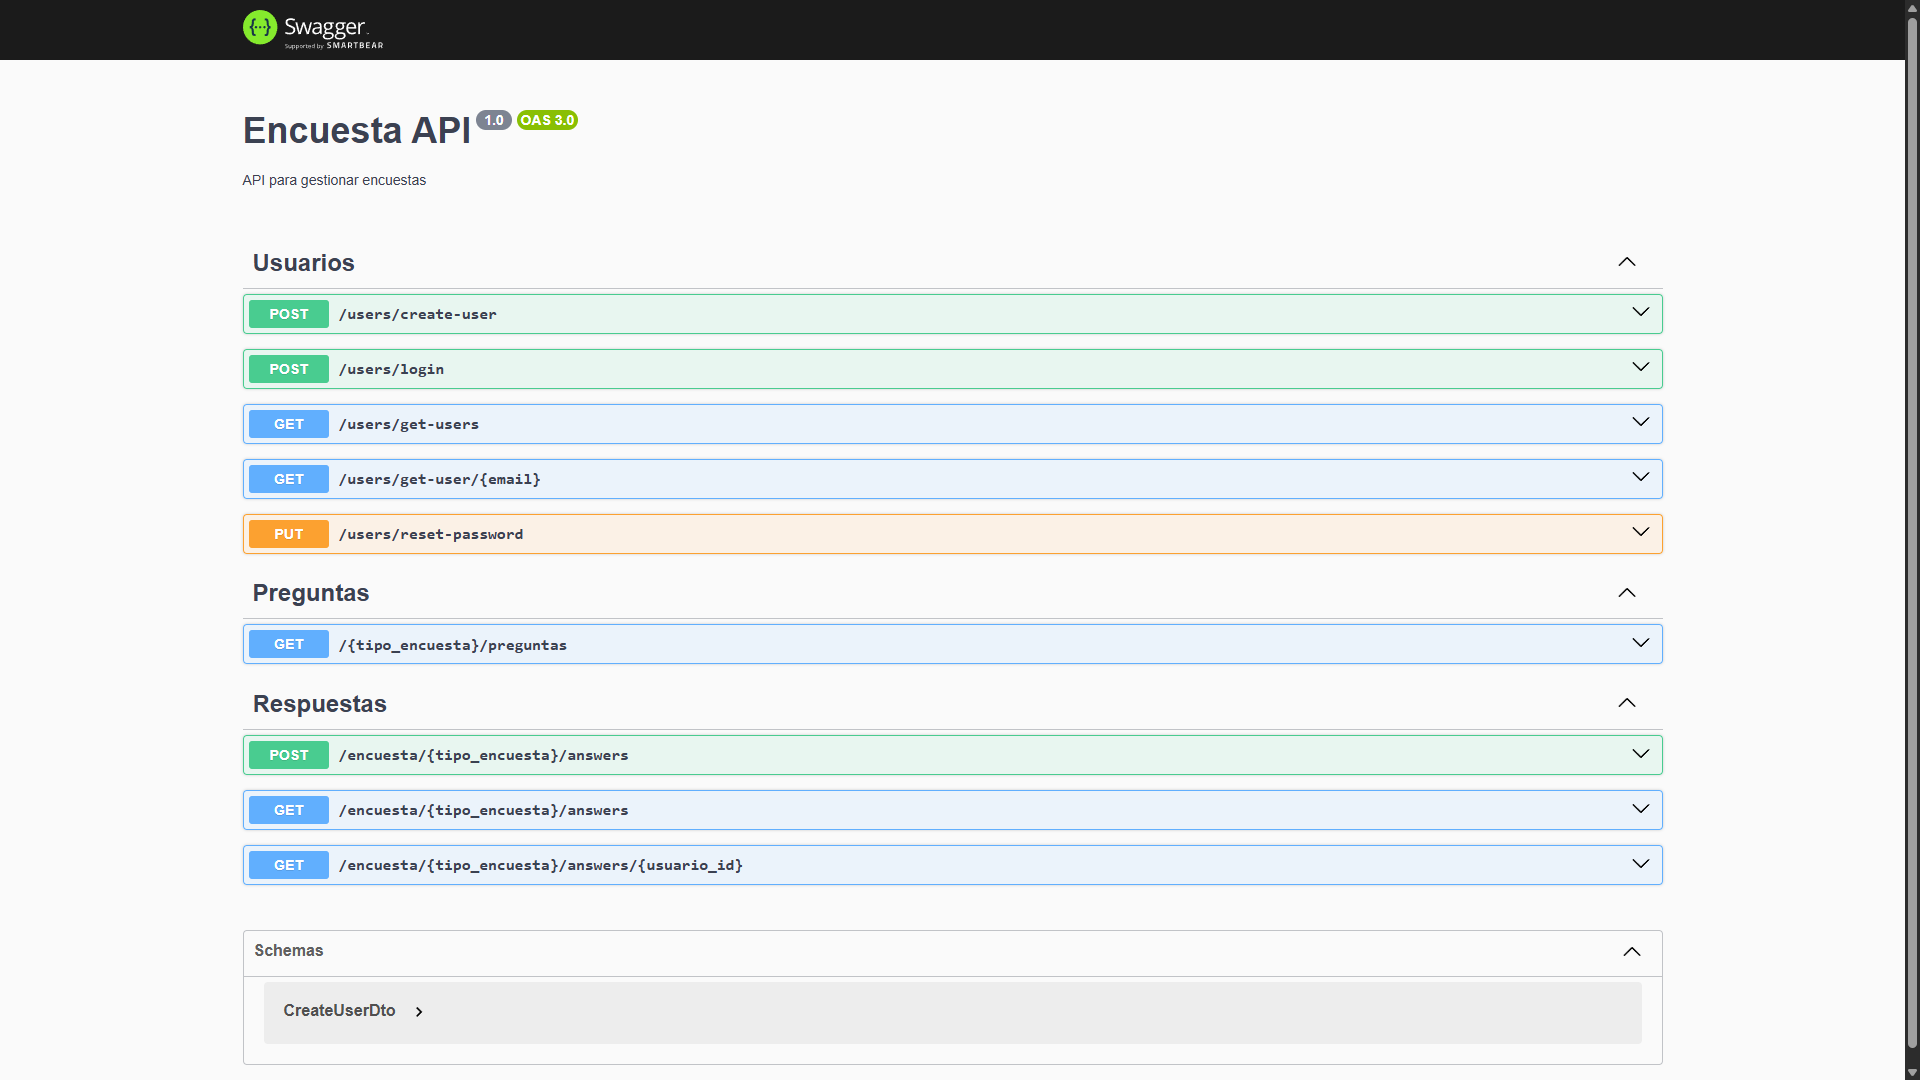 Swagger
Supported by SMARTBEAR
Encuesta API 1.0 OAS 3.0
API para gestionar encuestas
Usuarios
POST /users/create-user
POST /users/login
GET /users/get-users
GET /users/get-user/{email}
PUT /users/reset-password
Preguntas
GET /{tipo_encuesta}/preguntas
Respuestas
POST /encuesta/{tipo_encuesta}/answers
GET /encuesta/{tipo_encuesta}/answers
GET /encuesta/{tipo_encuesta}/answers/{usuario_id}
Schemas
CreateUserDto